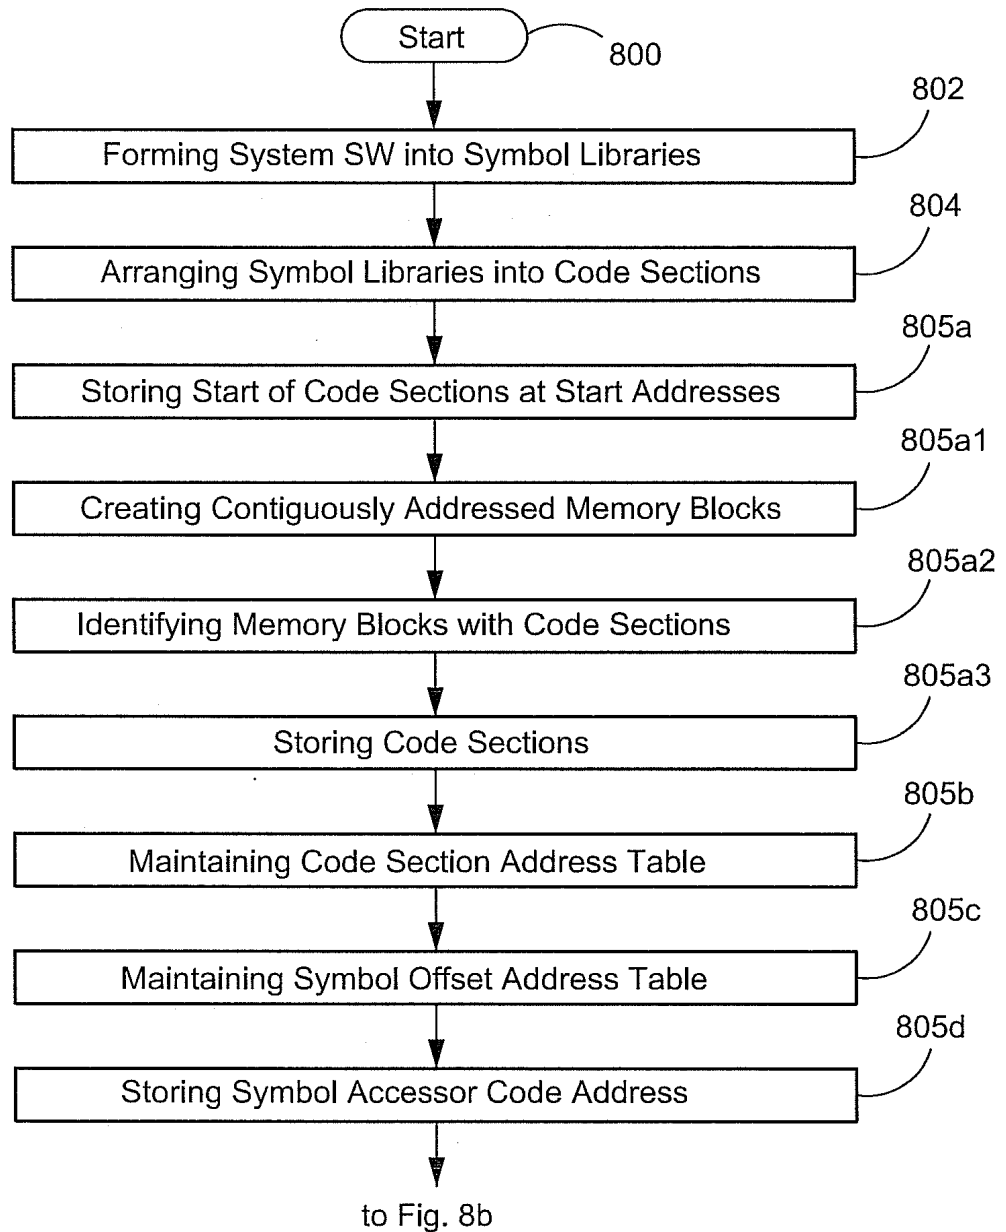 Start
800
802
Forming System SW into Symbol Libraries
804
Arranging Symbol Libraries into Code Sections
805a
Storing Start of Code Sections at Start Addresses
805a1
Creating Contiguously Addressed Memory Blocks
805a2
Identifying Memory Blocks with Code Sections
805a3
Storing Code Sections
805b
Maintaining Code Section Address Table
805c
Maintaining Symbol Offset Address Table
805d
Storing Symbol Accessor Code Address
to Fig. 8b